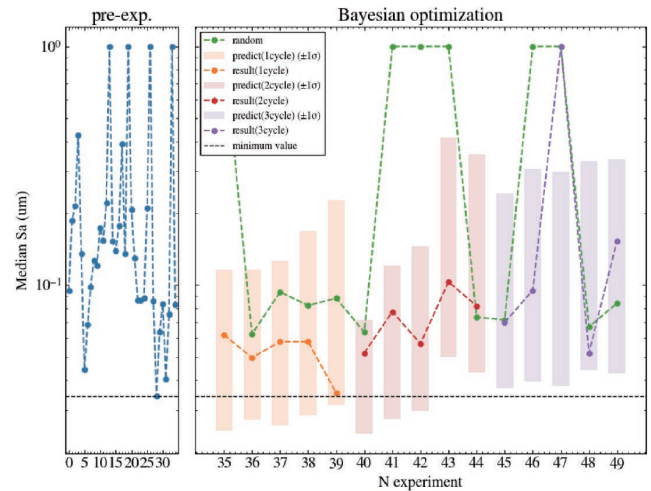 pre-exp.
Bayesian optimization
Median Sa (um)
10⁰
10⁻¹
0 5 10 15 20 25 30
random
predict(1cycle) (±1σ)
result(1cycle)
predict(2cycle) (±1σ)
result(2cycle)
predict(3cycle) (±1σ)
result(3cycle)
minimum value
35 36 37 38 39 40 41 42 43 44 45 46 47 48 49
N experiment